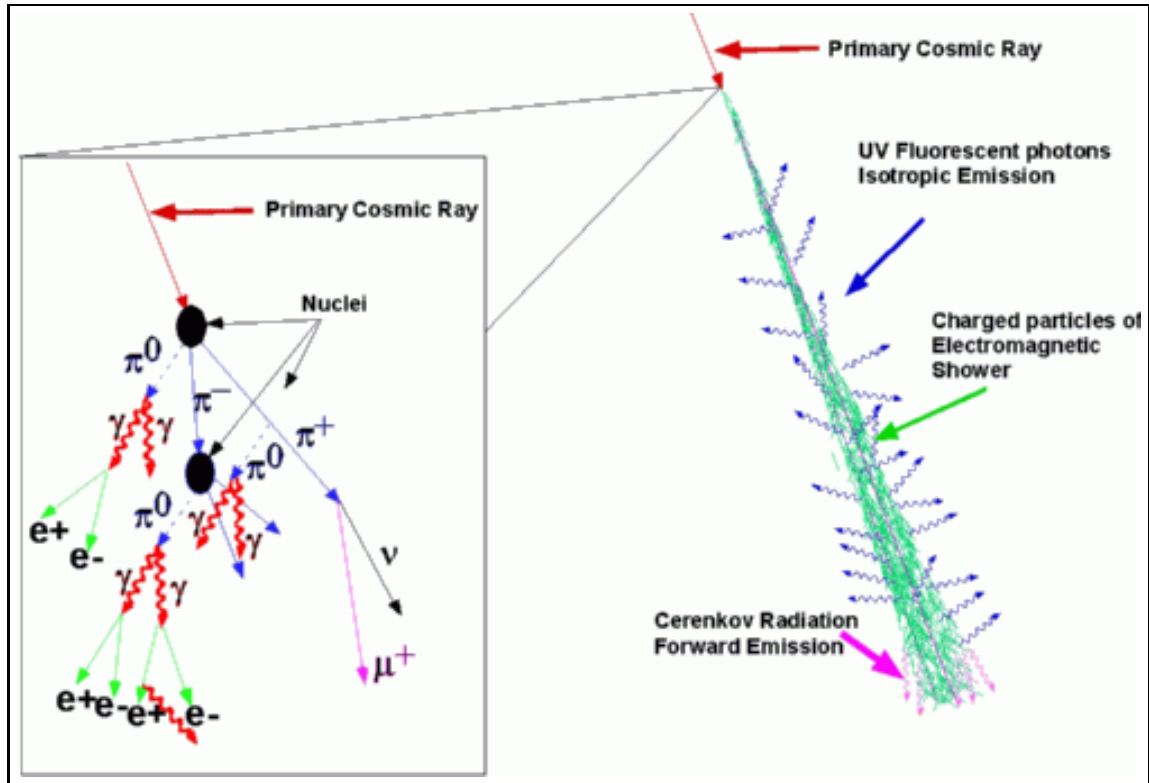 Primary Cosmic Ray
UV Fluorescent photons
Isotropic Emission
Charged particles of
Electromagnetic
Shower
Cerenkov Radiation
Forward Emission
Primary Cosmic Ray
Nuclei
π0
π−
π+
γ γ
π0
π0
γ γ
e+
e-
γ γ
ν
μ+
e+ e- e+ e-